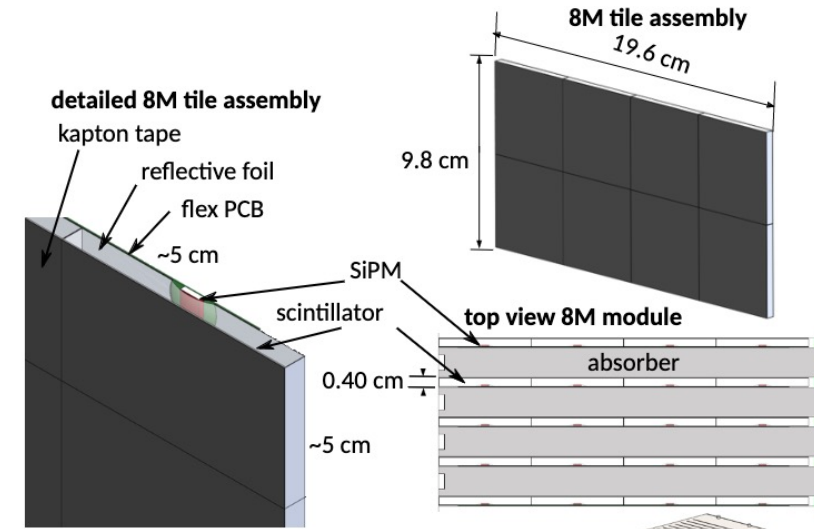 8M tile assembly
19.6 cm
9.8 cm
detailed 8M tile assembly
kapton tape
reflective foil
flex PCB
~5 cm
SiPM
scintillator
~5 cm
top view 8M module
absorber
0.40 cm